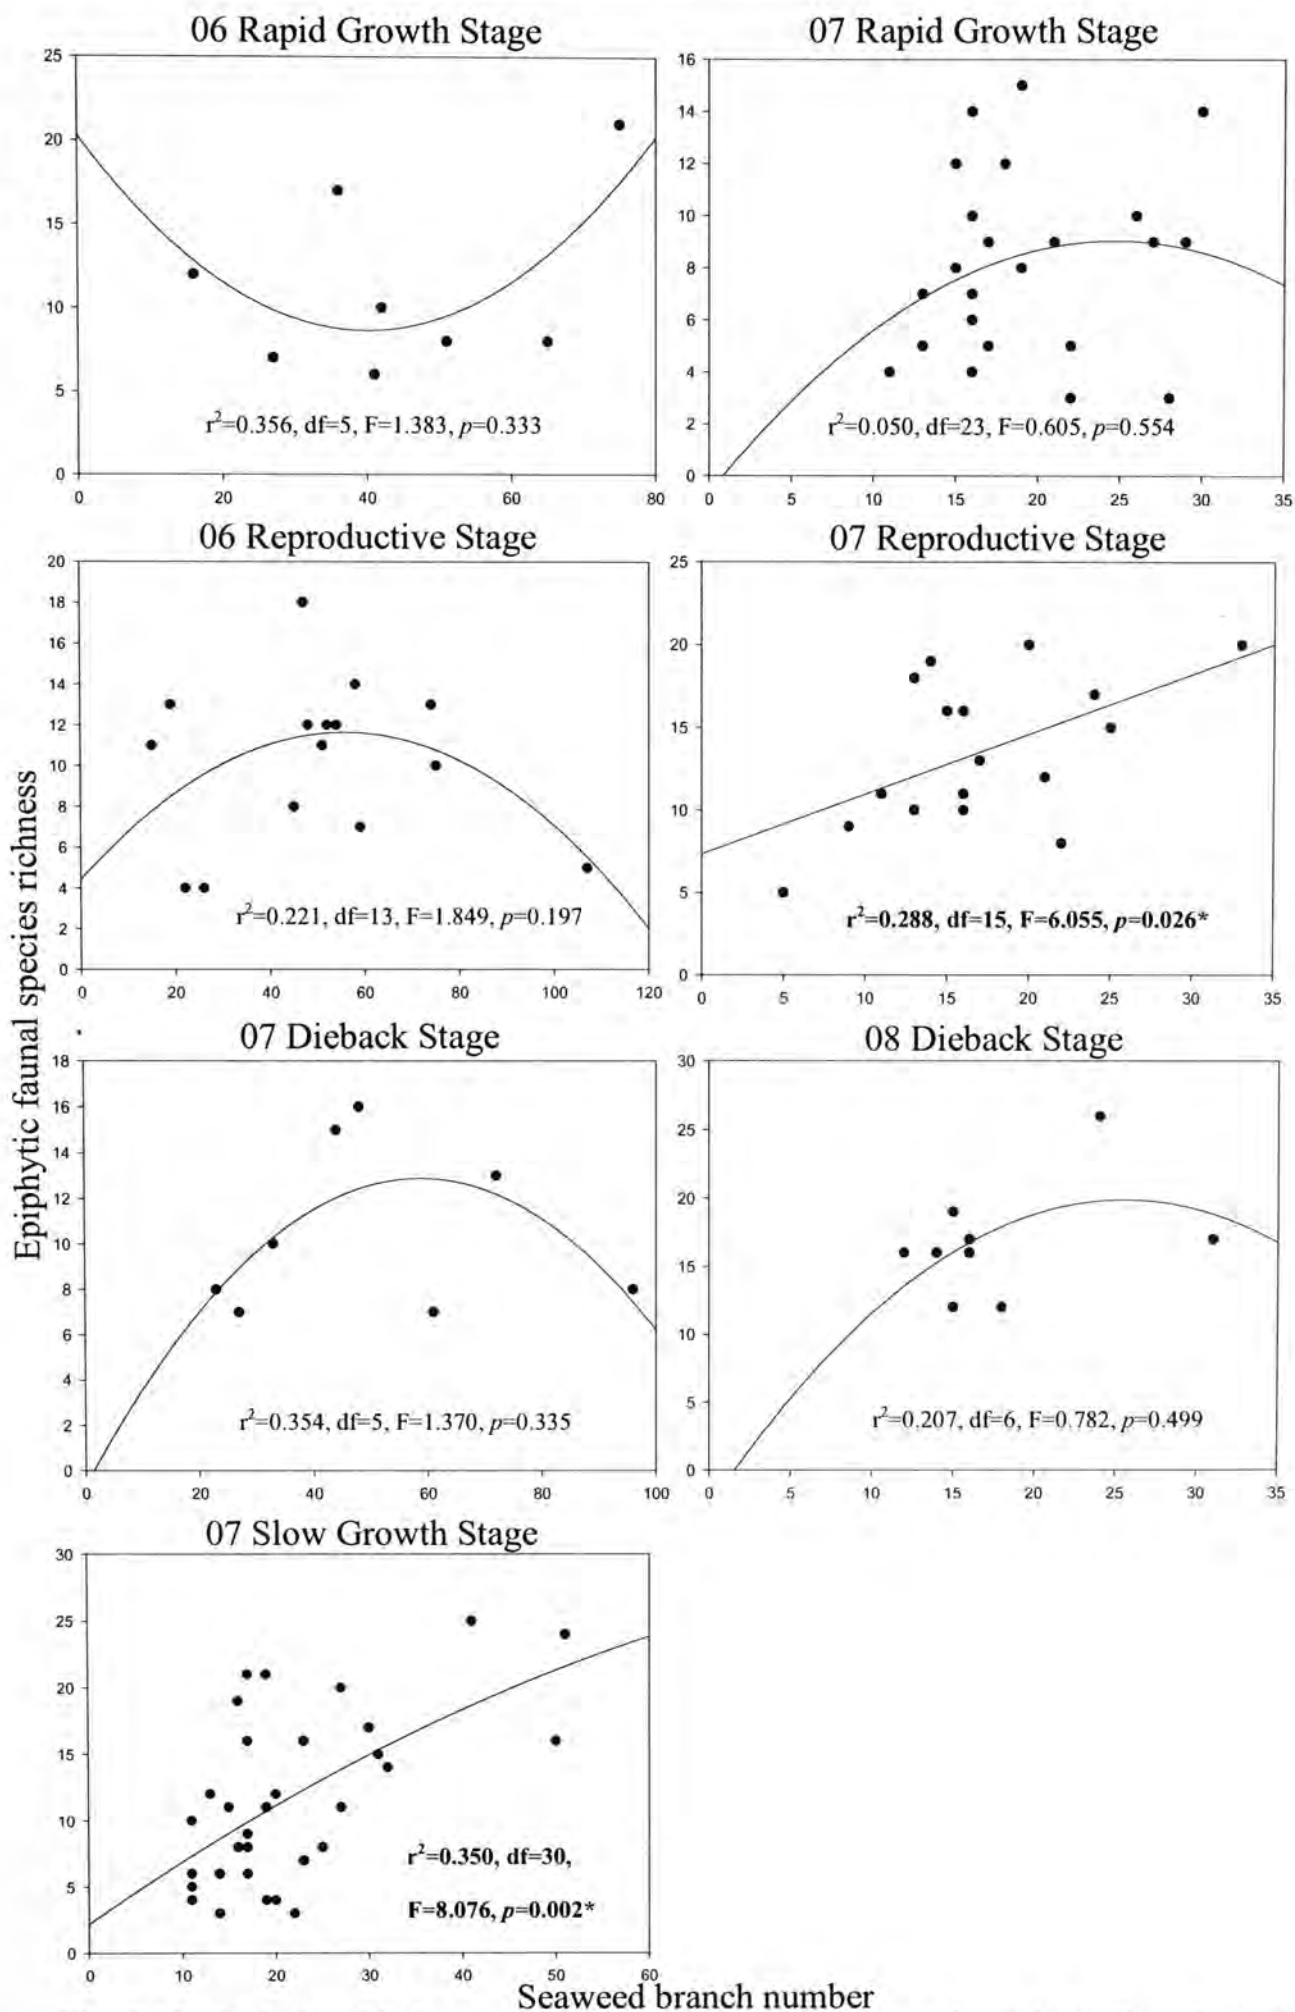 06 Rapid Growth Stage
25
20
15
10
5
0
r²=0.356, df=5, F=1.383, p=0.333
0 20 40 60 80
07 Rapid Growth Stage
16
14
12
10
8
6
4
2
0
r²=0.050, df=23, F=0.605, p=0.554
0 5 10 15 20 25 30 35
06 Reproductive Stage
20
18
16
14
12
10
8
6
4
2
0
r²=0.221, df=13, F=1.849, p=0.197
0 20 40 60 80 100 120
07 Reproductive Stage
25
20
15
10
5
0
r²=0.288, df=15, F=6.055, p=0.026*
0 5 10 15 20 25 30 35
Epiphytic faunal species richness
07 Dieback Stage
18
16
14
12
10
8
6
4
2
0
r²=0.354, df=5, F=1.370, p=0.335
0 20 40 60 80 100
08 Dieback Stage
30
25
20
15
10
5
0
r²=0.207, df=6, F=0.782, p=0.499
0 5 10 15 20 25 30 35
07 Slow Growth Stage
30
25
20
15
10
5
0
r²=0.350, df=30,
F=8.076, p=0.002*
0 10 20 30 40 50 60
Seaweed branch number